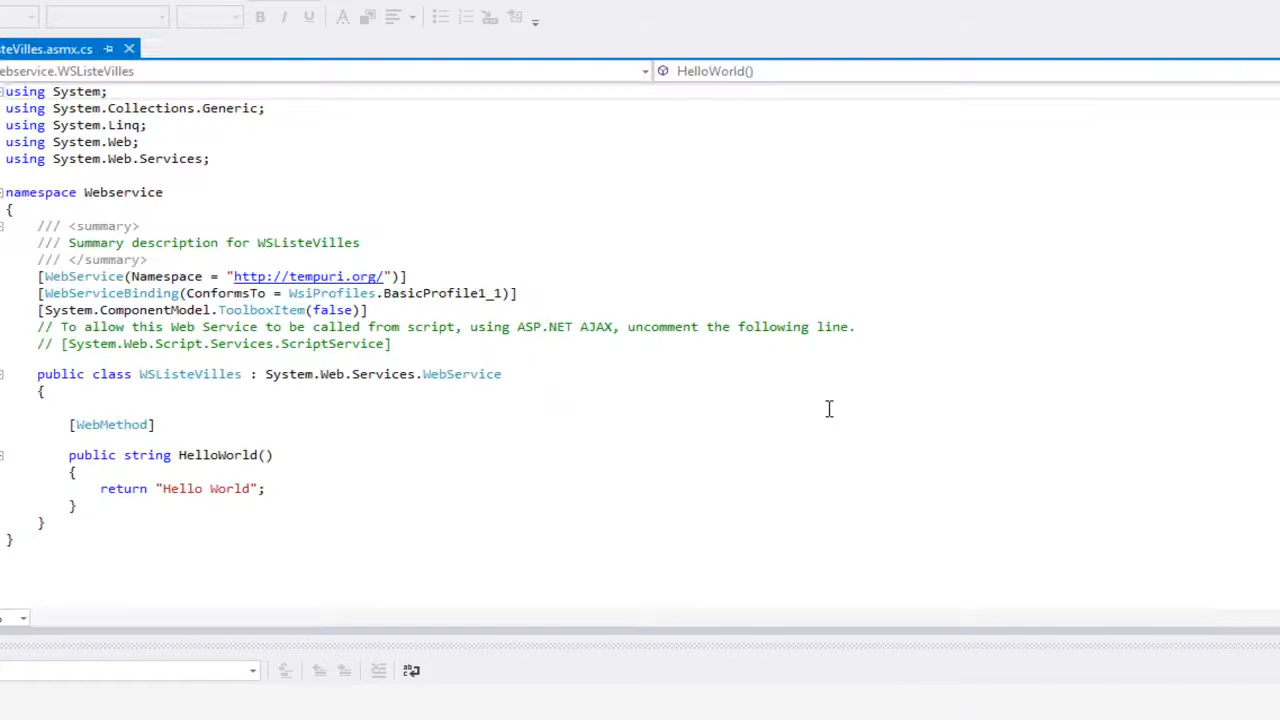 B I U A
teVilles.asmx.cs
ebservice.WSListeVilles HelloWorld()
using System;
using System.Collections.Generic;
using System.Linq;
using System.Web;
using System.Web.Services;
namespace Webservice
{
/// <summary>
/// Summary description for WSListeVilles
/// </summary>
[WebService(Namespace = "http://tempuri.org/")]
[WebServiceBinding(ConformsTo = WsiProfiles.BasicProfile1_1)]
[System.ComponentModel.ToolboxItem(false)]
// To allow this Web Service to be called from script, using ASP.NET AJAX, uncomment the following line.
// [System.Web.Script.Services.ScriptService]
public class WSListeVilles : System.Web.Services.WebService
{
[WebMethod]
public string HelloWorld()
{
return "Hello World";
}
}
}